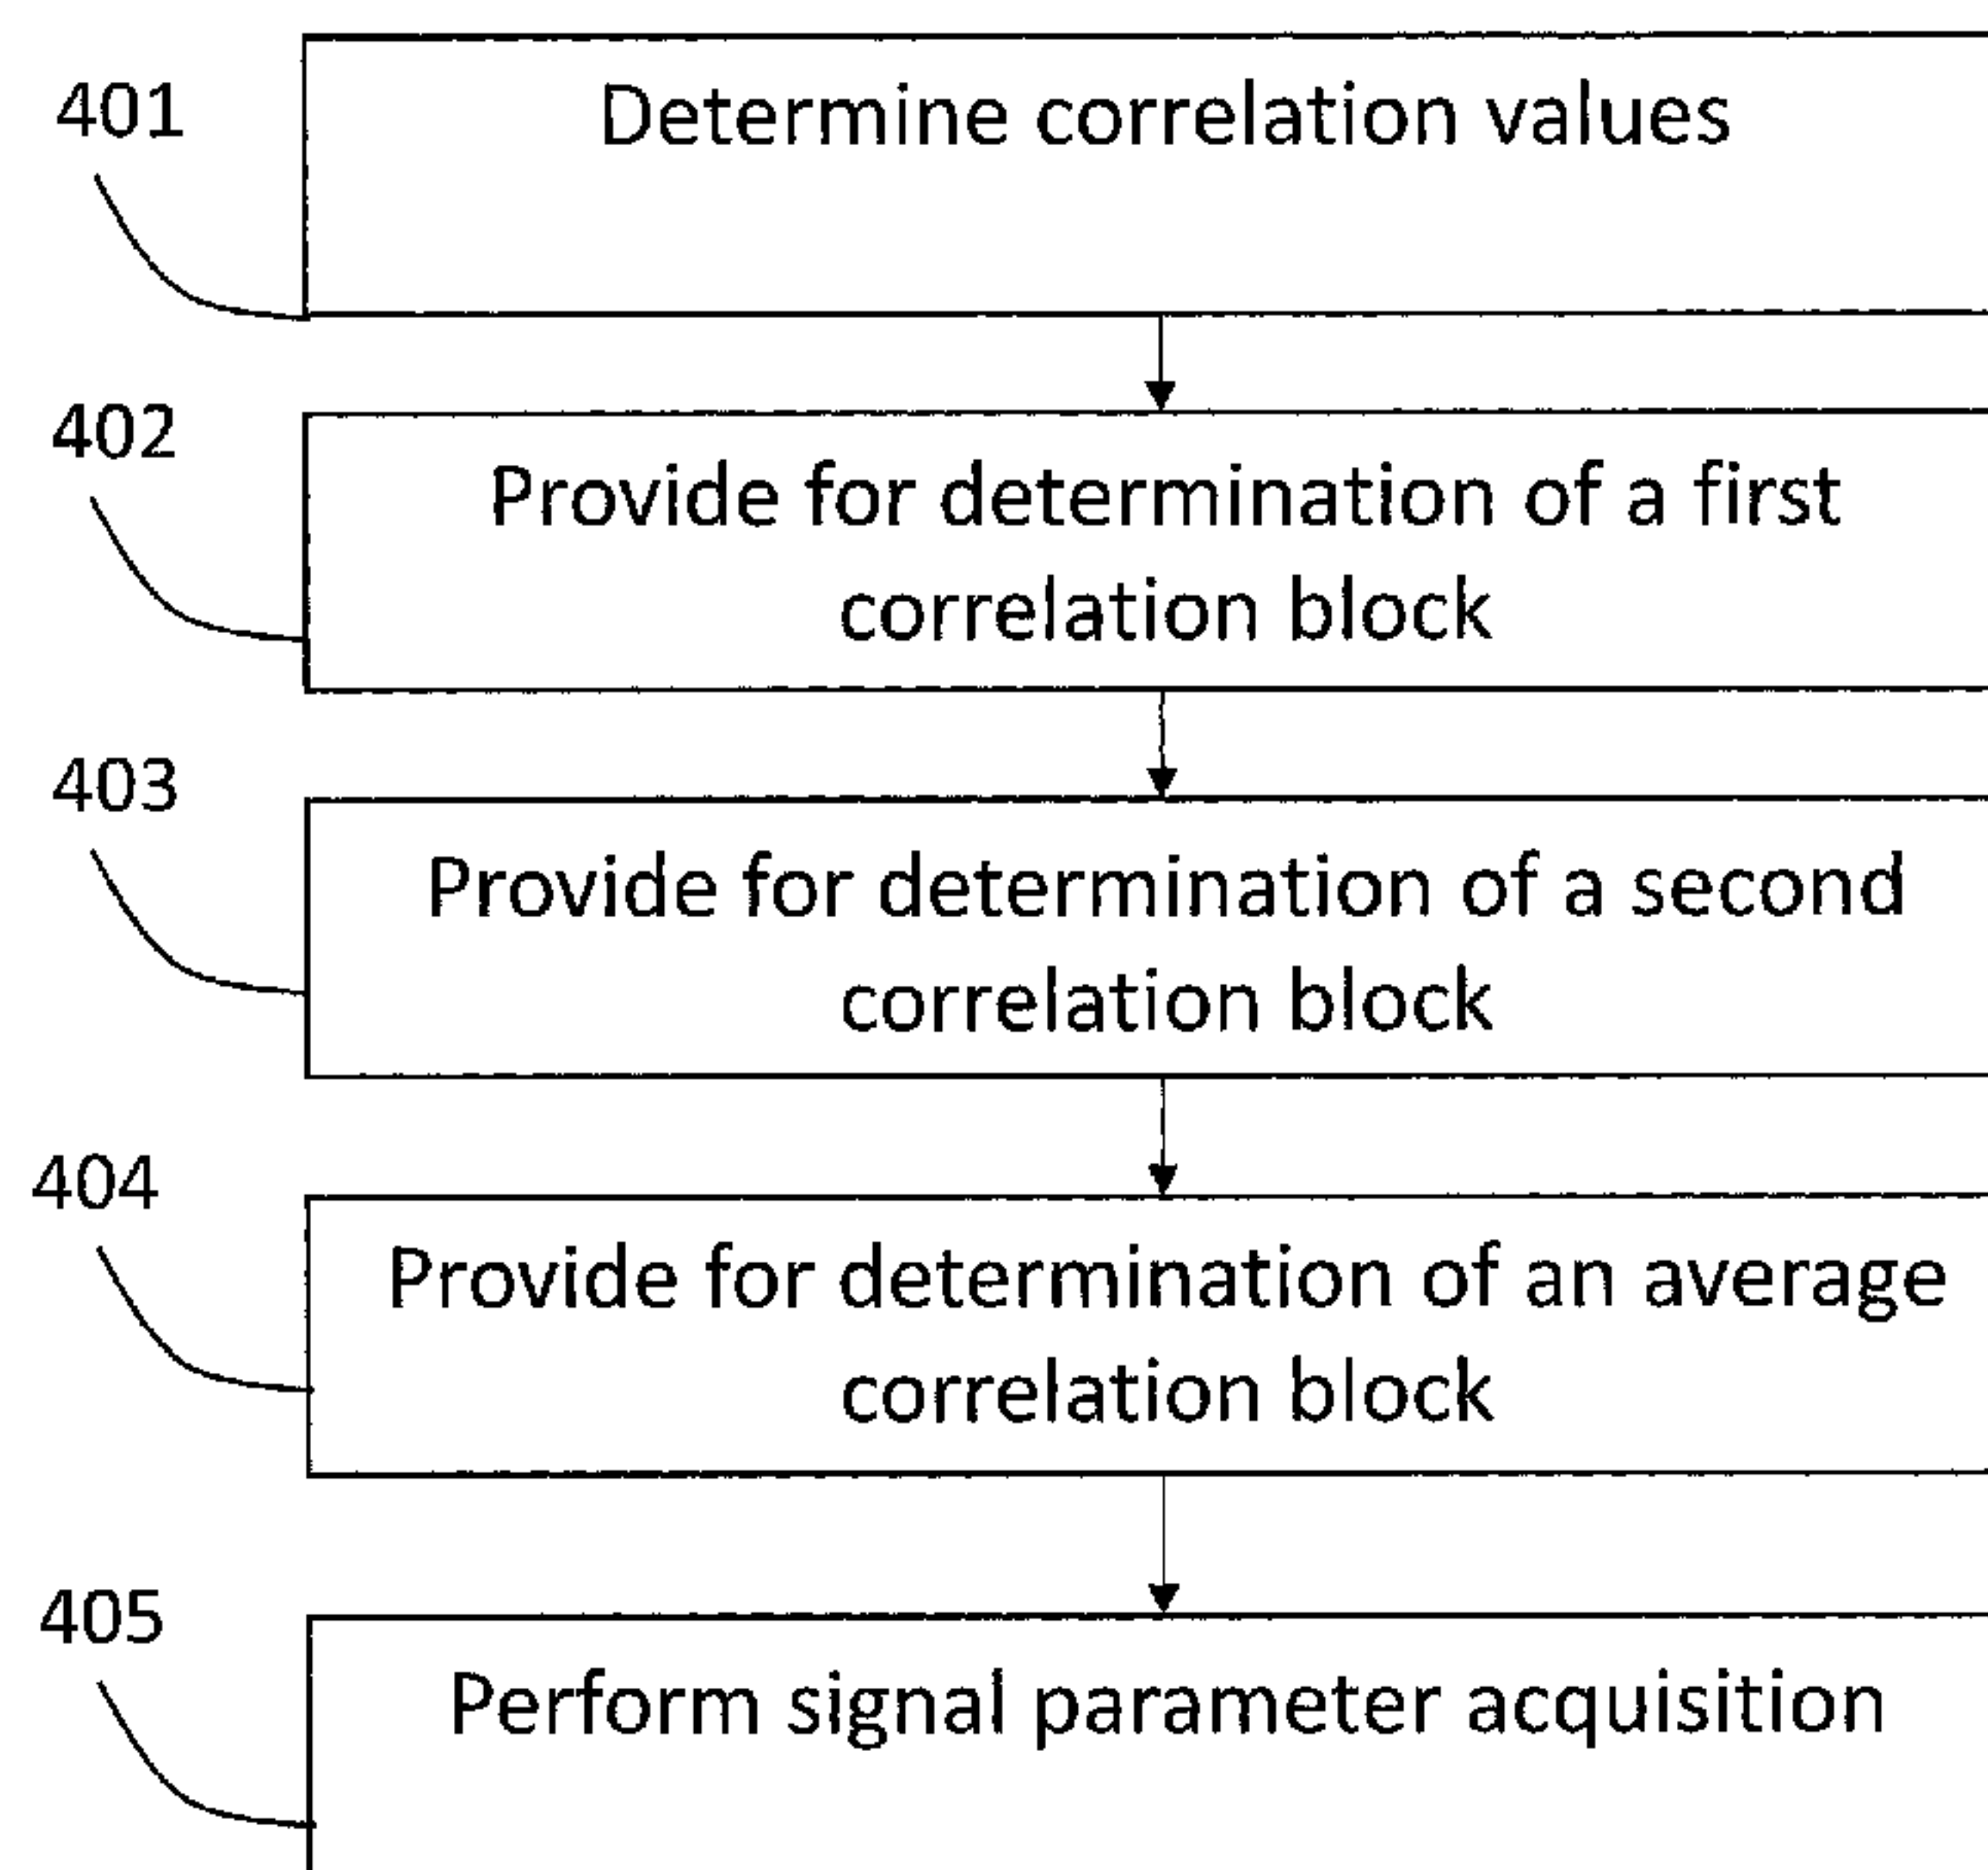 401
Determine correlation values
402
Provide for determination of a first
correlation block
403
Provide for determination of a second
correlation block
404
Provide for determination of an average
correlation block
405
Perform signal parameter acquisition